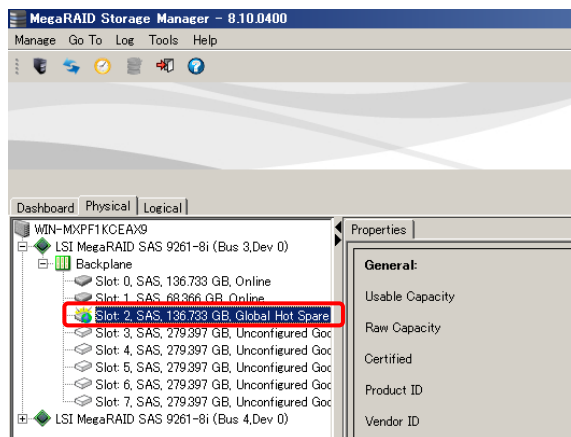 MegaRAID Storage Manager - 8.10.0400
Manage Go To Log Tools Help
Dashboard Physical Logical
WIN-MXPF1KCEAX9
LSI MegaRAID SAS 9261-8i (Bus 3,Dev 0)
Backplane
Slot: 0, SAS, 136.733 GB, Online
Slot: 1, SAS, 68.366 GB, Online
Slot: 2, SAS, 136.733 GB, Global Hot Spare
Slot: 3, SAS, 279.397 GB, Unconfigured Goo
Slot: 4, SAS, 279.397 GB, Unconfigured Goo
Slot: 5, SAS, 279.397 GB, Unconfigured Goo
Slot: 6, SAS, 279.397 GB, Unconfigured Goo
Slot: 7, SAS, 279.397 GB, Unconfigured Goo
LSI MegaRAID SAS 9261-8i (Bus 4,Dev 0)
Properties
General:
Usable Capacity
Raw Capacity
Certified
Product ID
Vendor ID